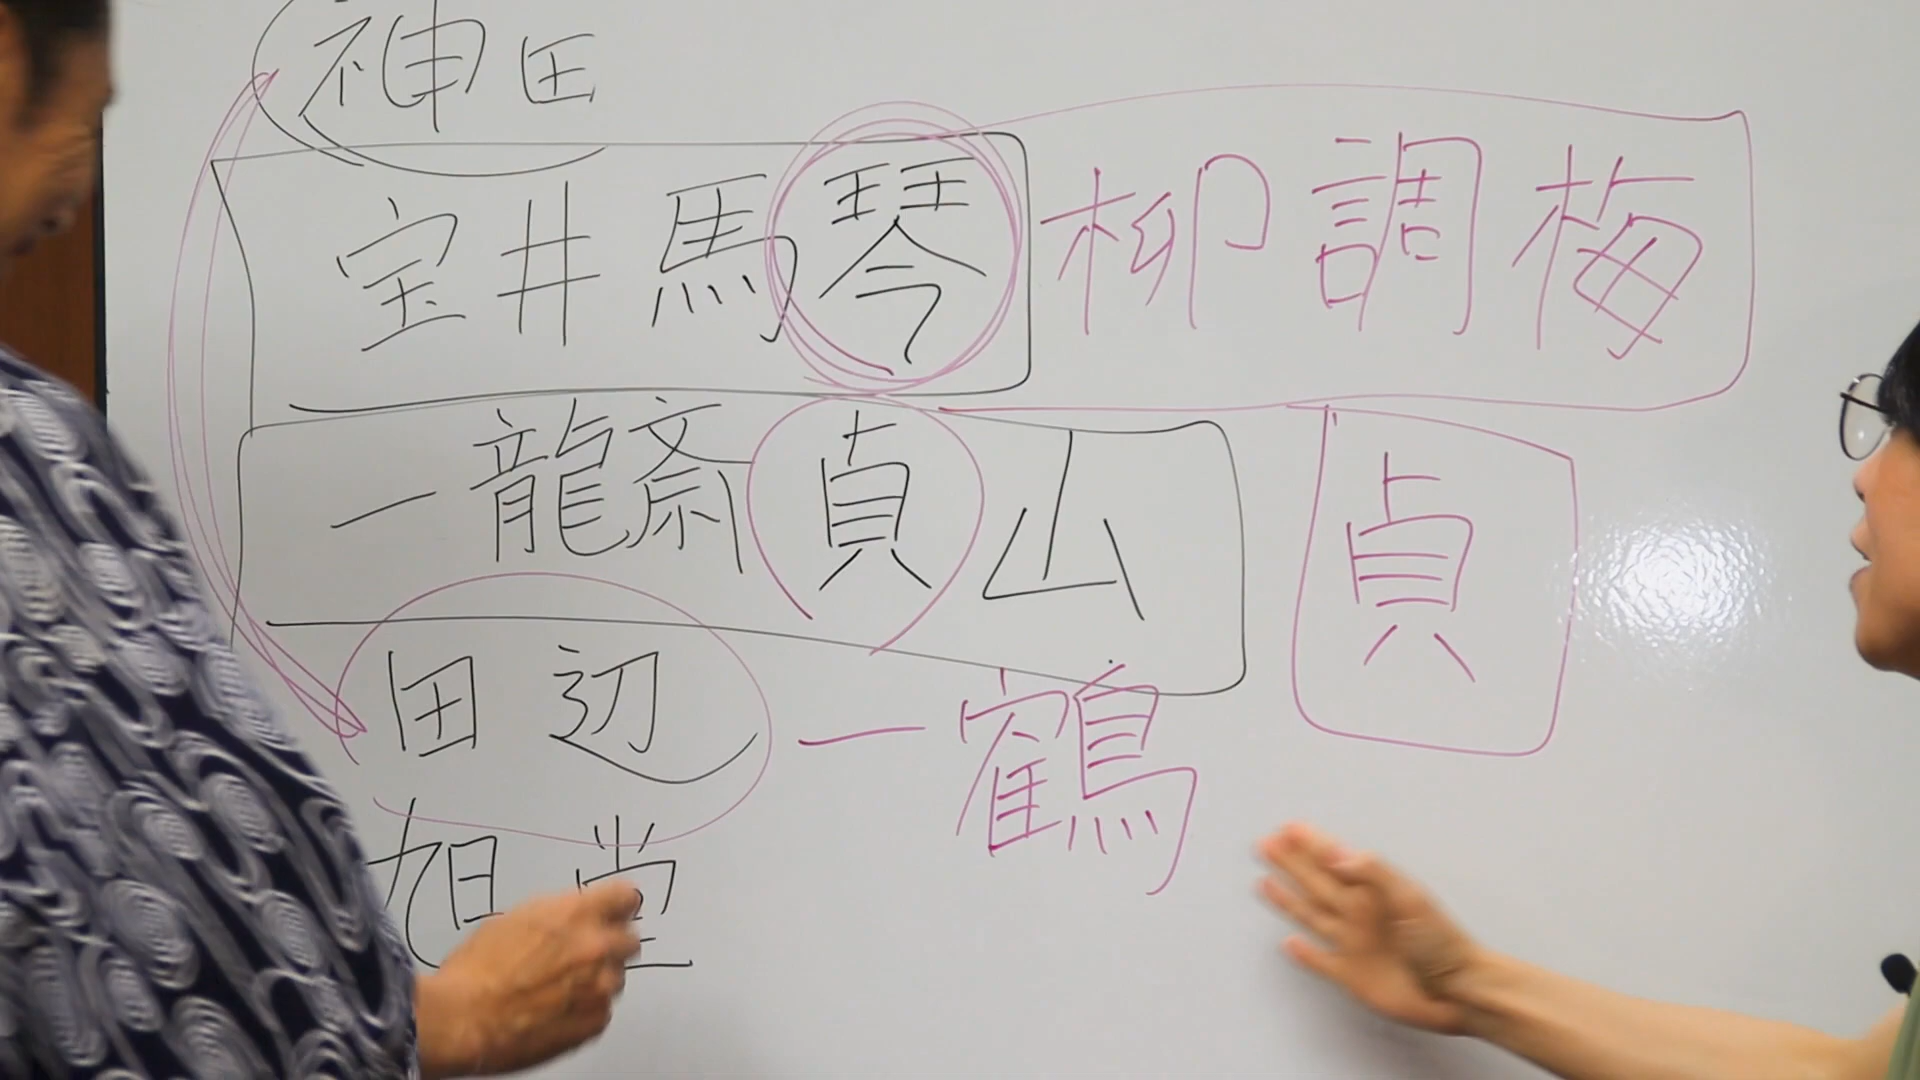 神田
宝井馬琴 柳調梅
一龍斎貞山 貞
田辺 一鶴
旭堂